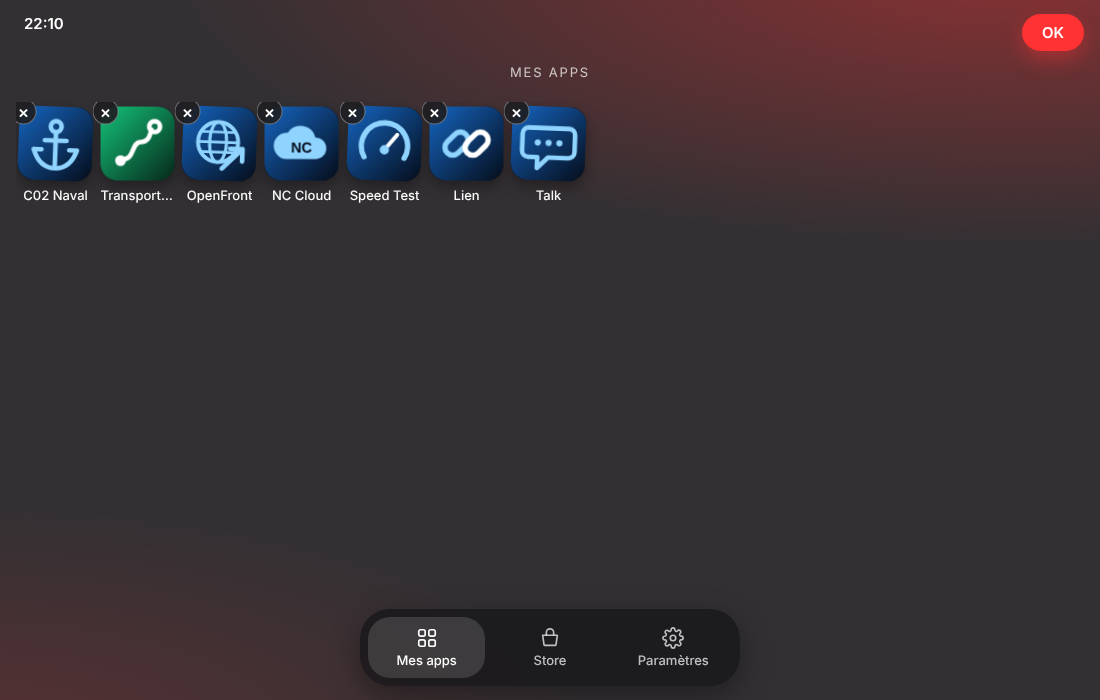 22:10
OK
MES APPS
NC
C02 Naval
Transport...
OpenFront
NC Cloud
Speed Test
Lien
Talk
Mes apps
Store
Paramètres